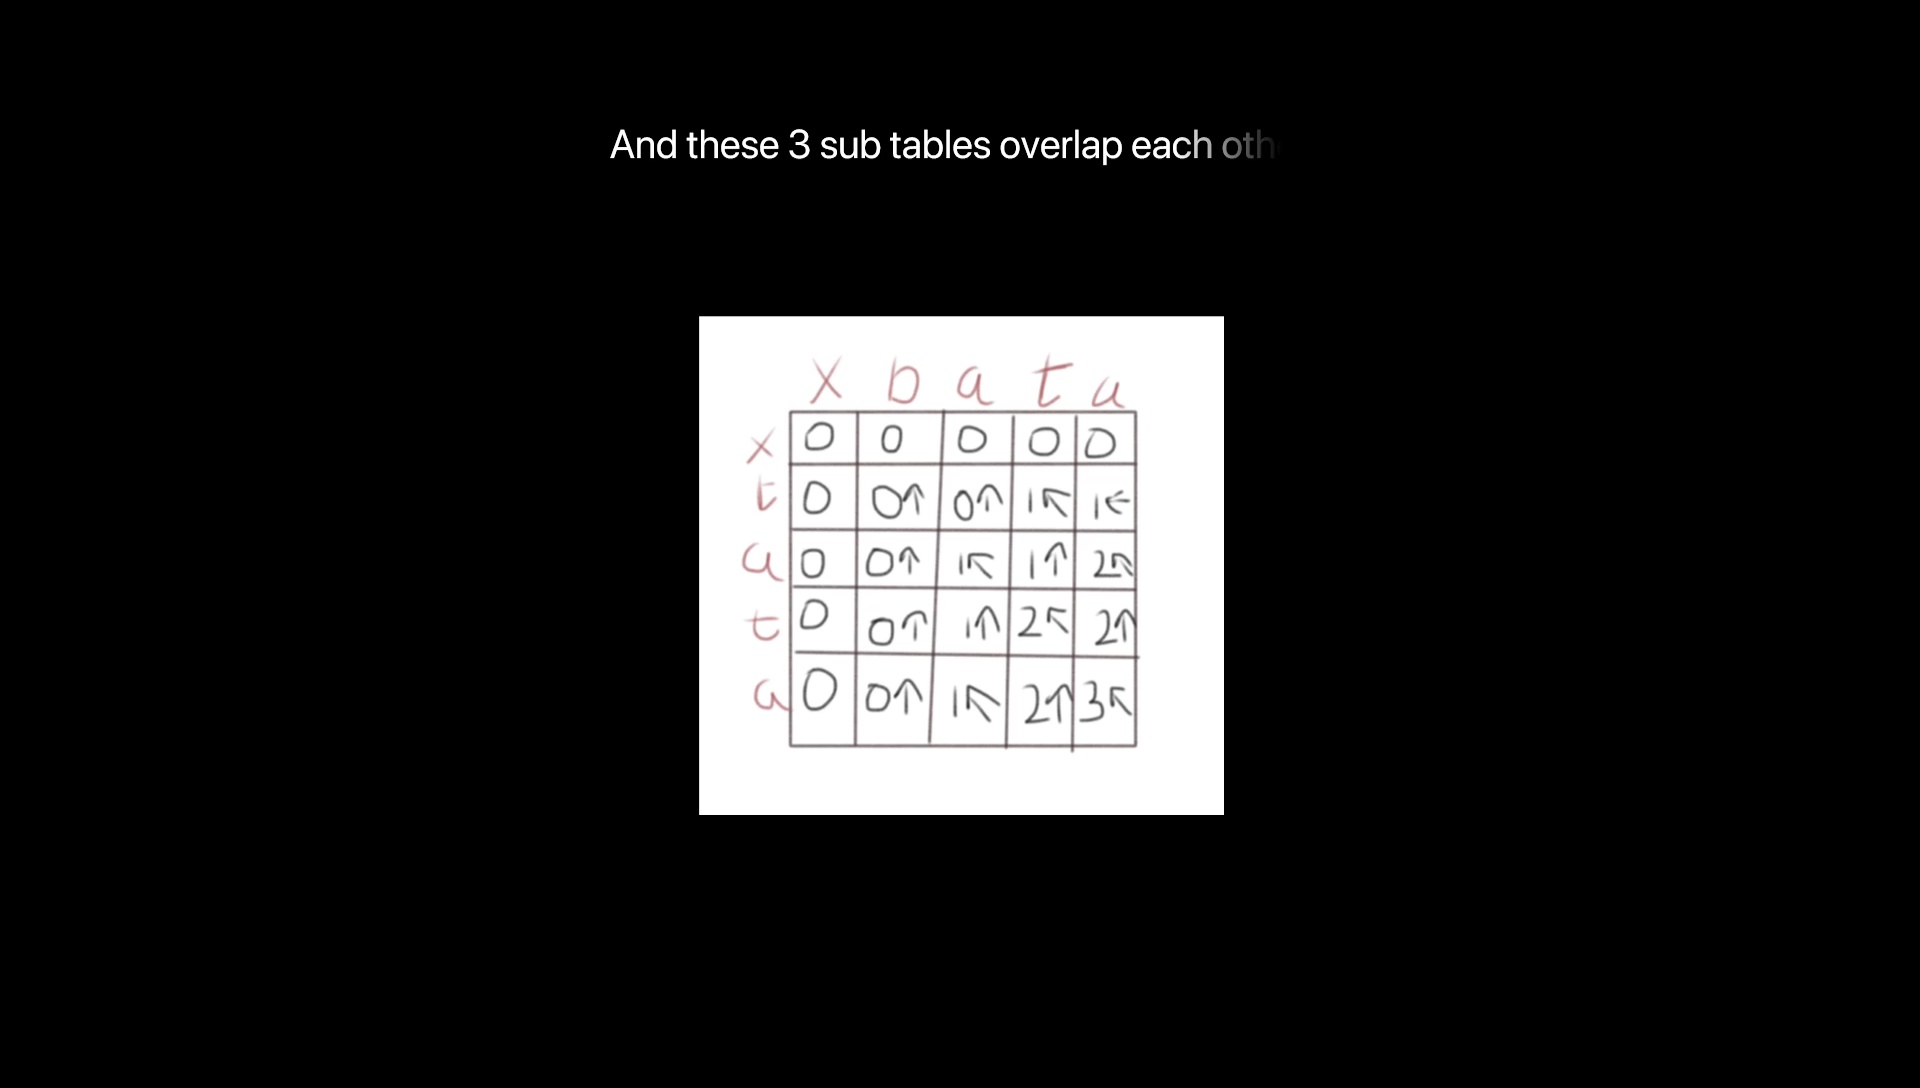 And these 3 sub tables overlap each oth
x b a t a
x 0 0 0 0 0
t 0 0↑ 0↑ 1↖ 1←
a 0 0↑ 1↖ 1↑ 2↖
t 0 0↑ 1↑ 2↖ 2↑
a 0 0↑ 1↖ 2↑ 3↖